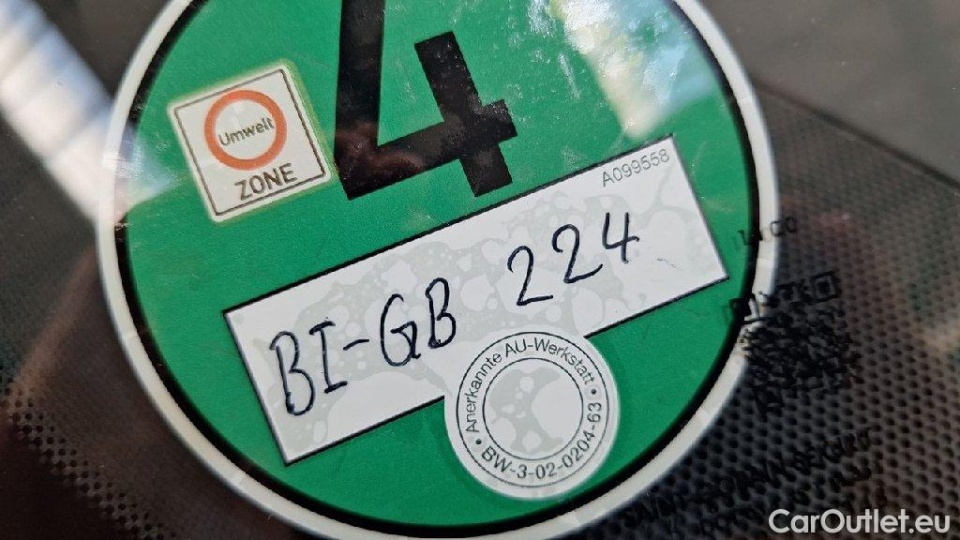 4
Umwelt
ZONE
A099558
BI-GB 224
Anerkannte AU-Werkstatt
BW-3-02-0204-63
CarOutlet.eu